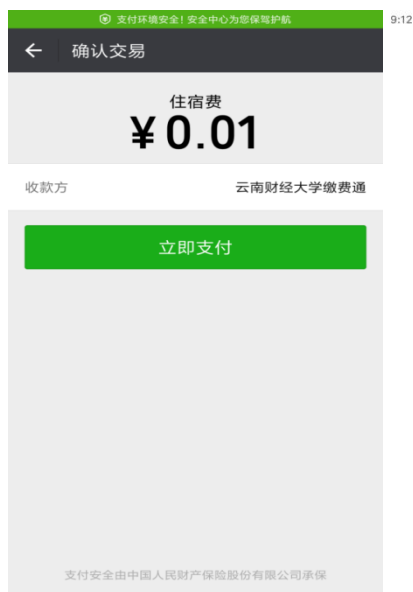 支付环境安全!安全中心为您保驾护航
9:12
确认交易
住宿费
¥0.01
收款方 云南财经大学缴费通
立即支付
支付安全由中国人民财产保险股份有限公司承保